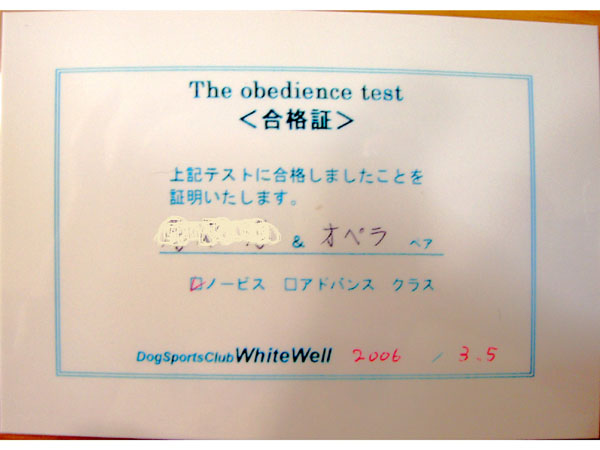 The obedience test
＜合格証＞
上記テストに合格しましたことを
証明いたします。
& オペラ ペア
☑ノービス □アドバンス クラス
DogSportsClub WhiteWell 2006 / 3.5